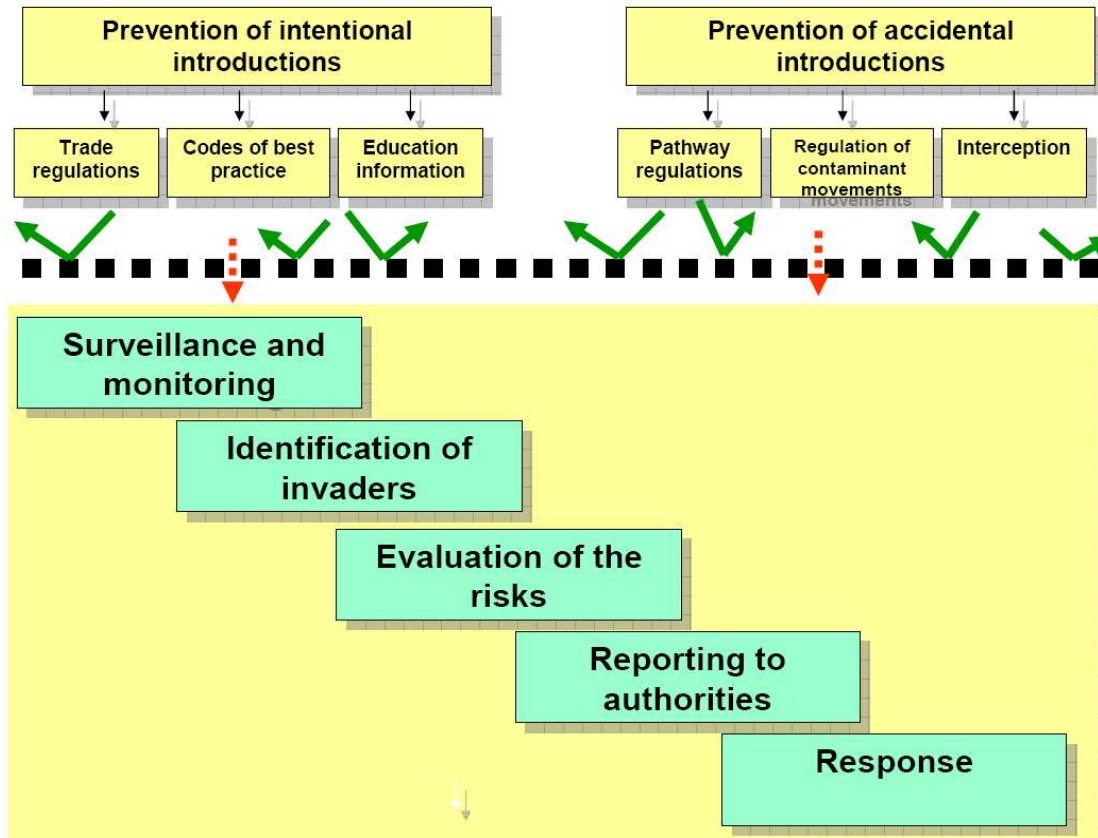 Prevention of intentional
introductions
Prevention of accidental
introductions
Trade
regulations
Codes of best
practice
Education
information
Pathway
regulations
Regulation of
contaminant
movements
Interception
Surveillance and
monitoring
Identification of
invaders
Evaluation of the
risks
Reporting to
authorities
Response